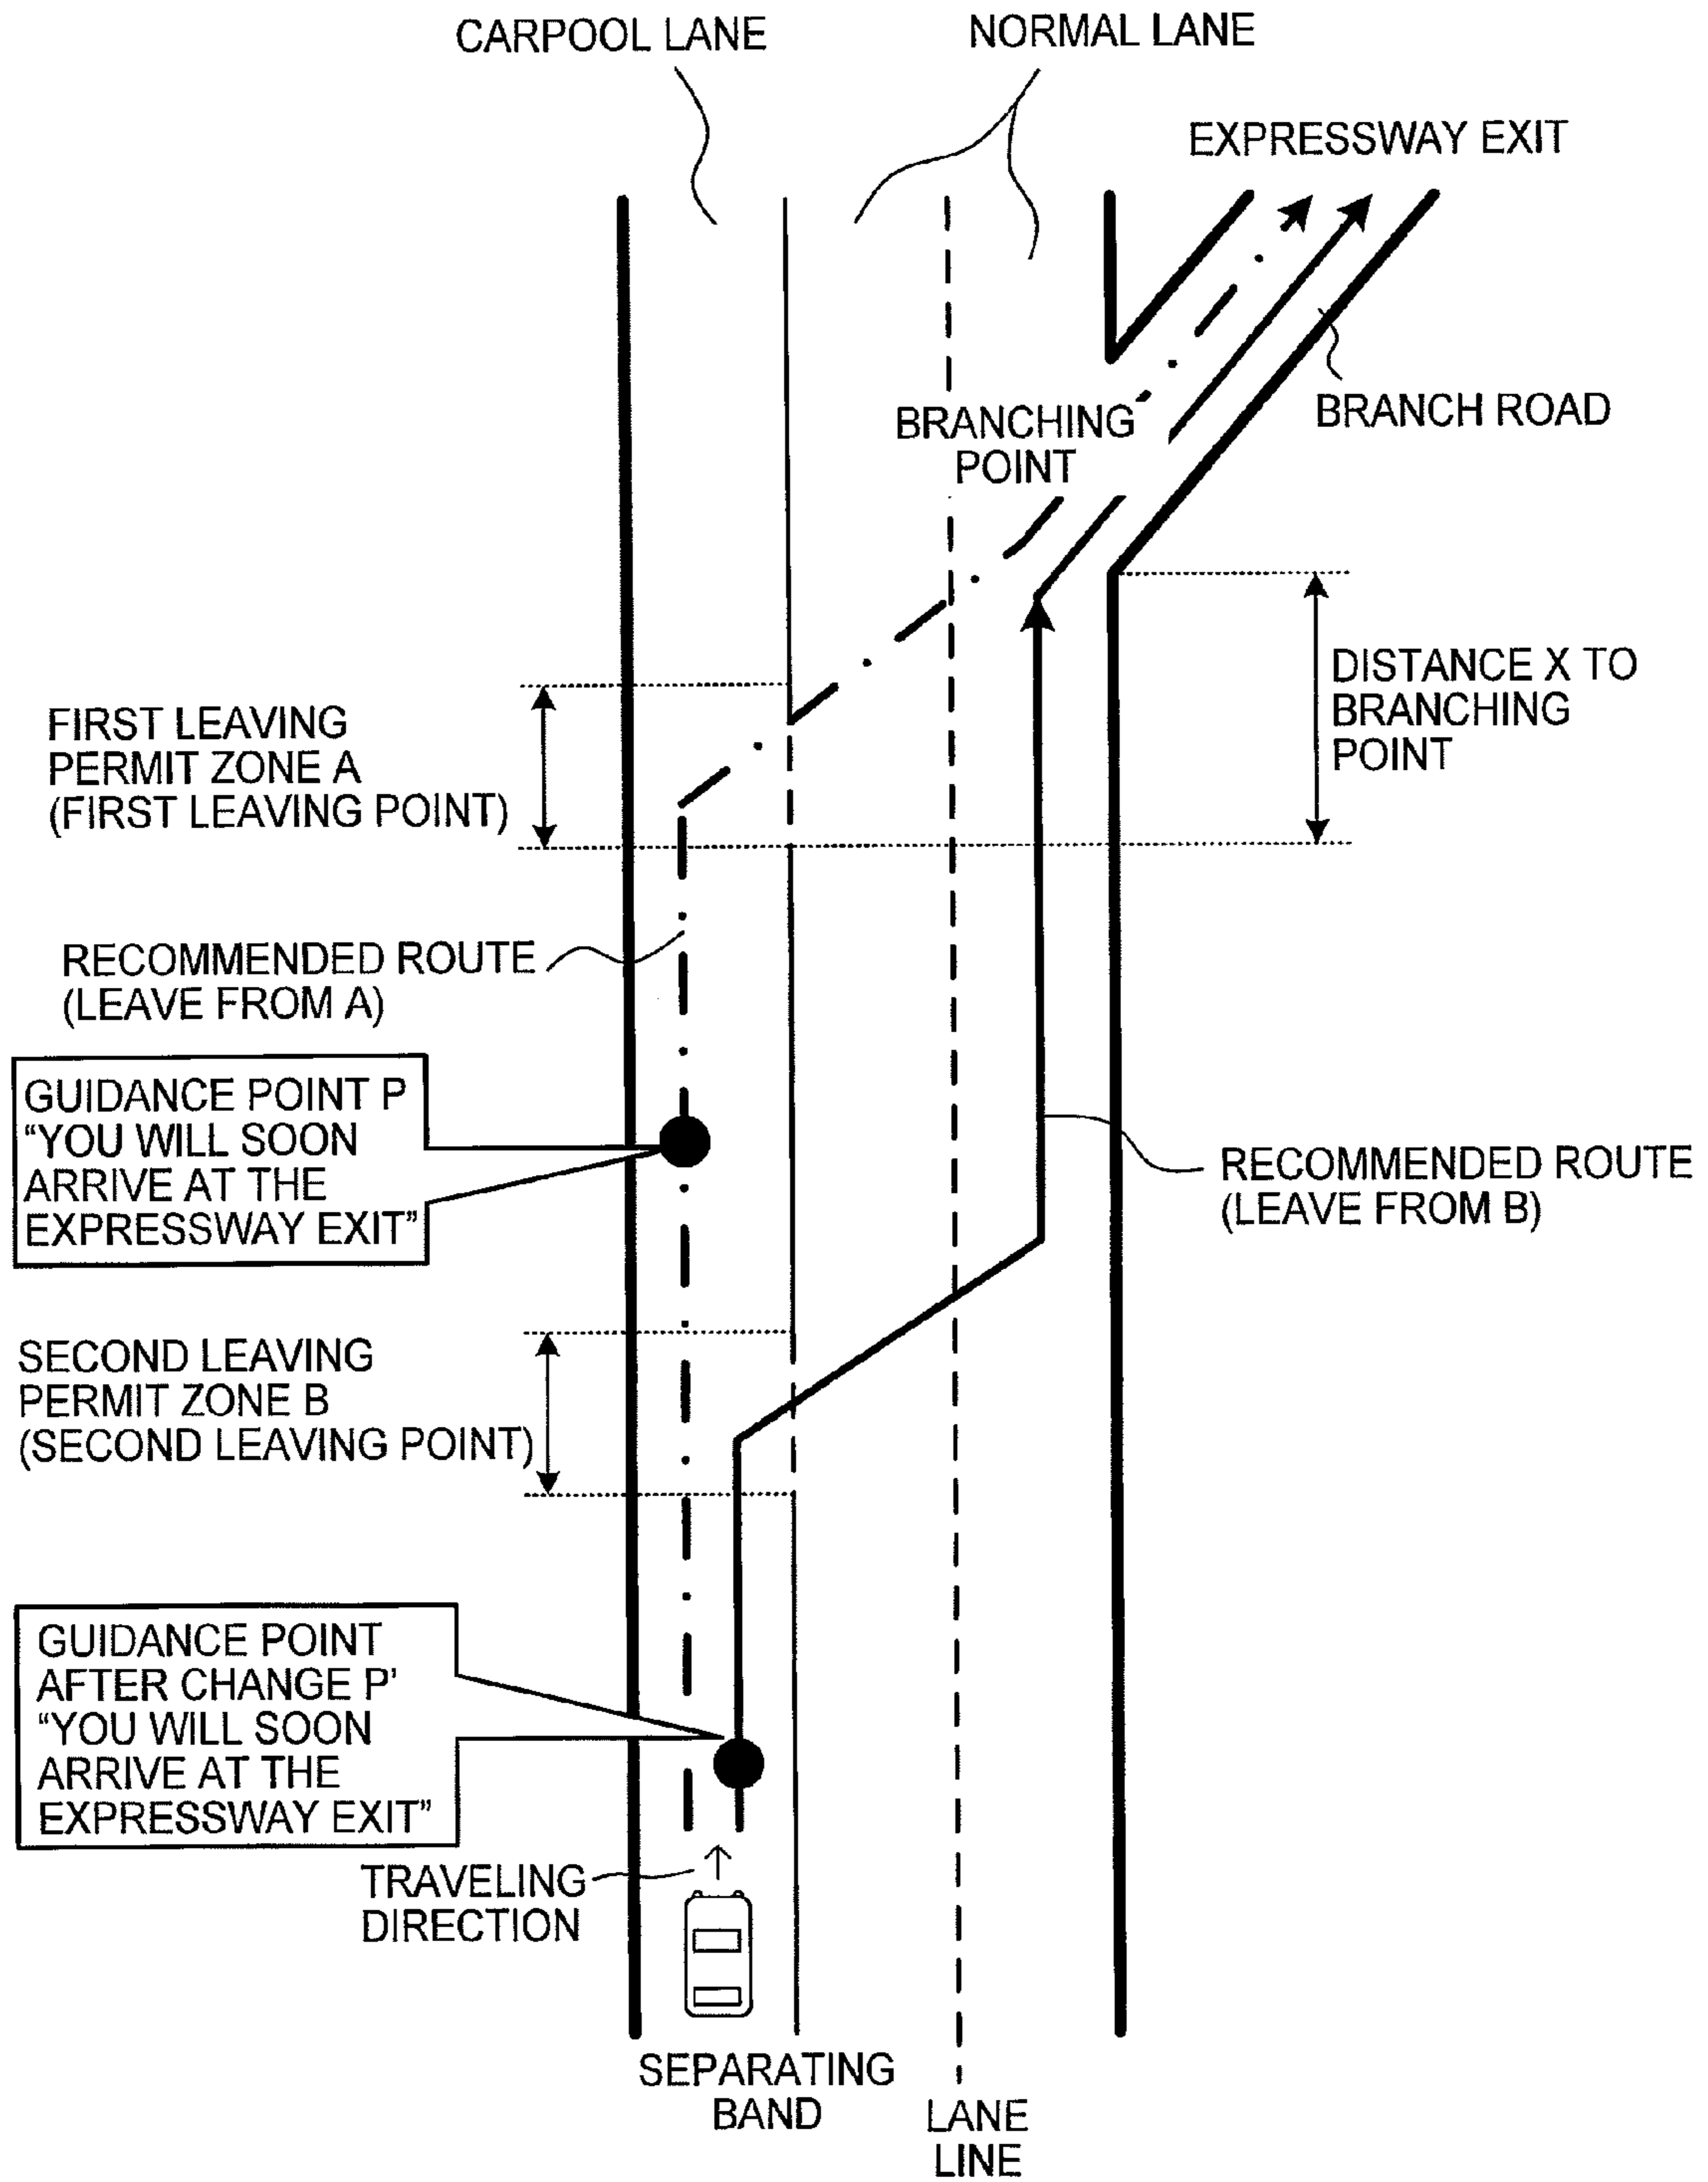 CARPOOL LANE
NORMAL LANE
EXPRESSWAY EXIT
BRANCHING
POINT
BRANCH ROAD
FIRST LEAVING
PERMIT ZONE A
(FIRST LEAVING POINT)
DISTANCE X TO
BRANCHING
POINT
RECOMMENDED ROUTE
(LEAVE FROM A)
GUIDANCE POINT P
“YOU WILL SOON
ARRIVE AT THE
EXPRESSWAY EXIT”
RECOMMENDED ROUTE
(LEAVE FROM B)
SECOND LEAVING
PERMIT ZONE B
(SECOND LEAVING POINT)
GUIDANCE POINT
AFTER CHANGE P'
“YOU WILL SOON
ARRIVE AT THE
EXPRESSWAY EXIT”
TRAVELING
DIRECTION
SEPARATING
BAND
LANE
LINE